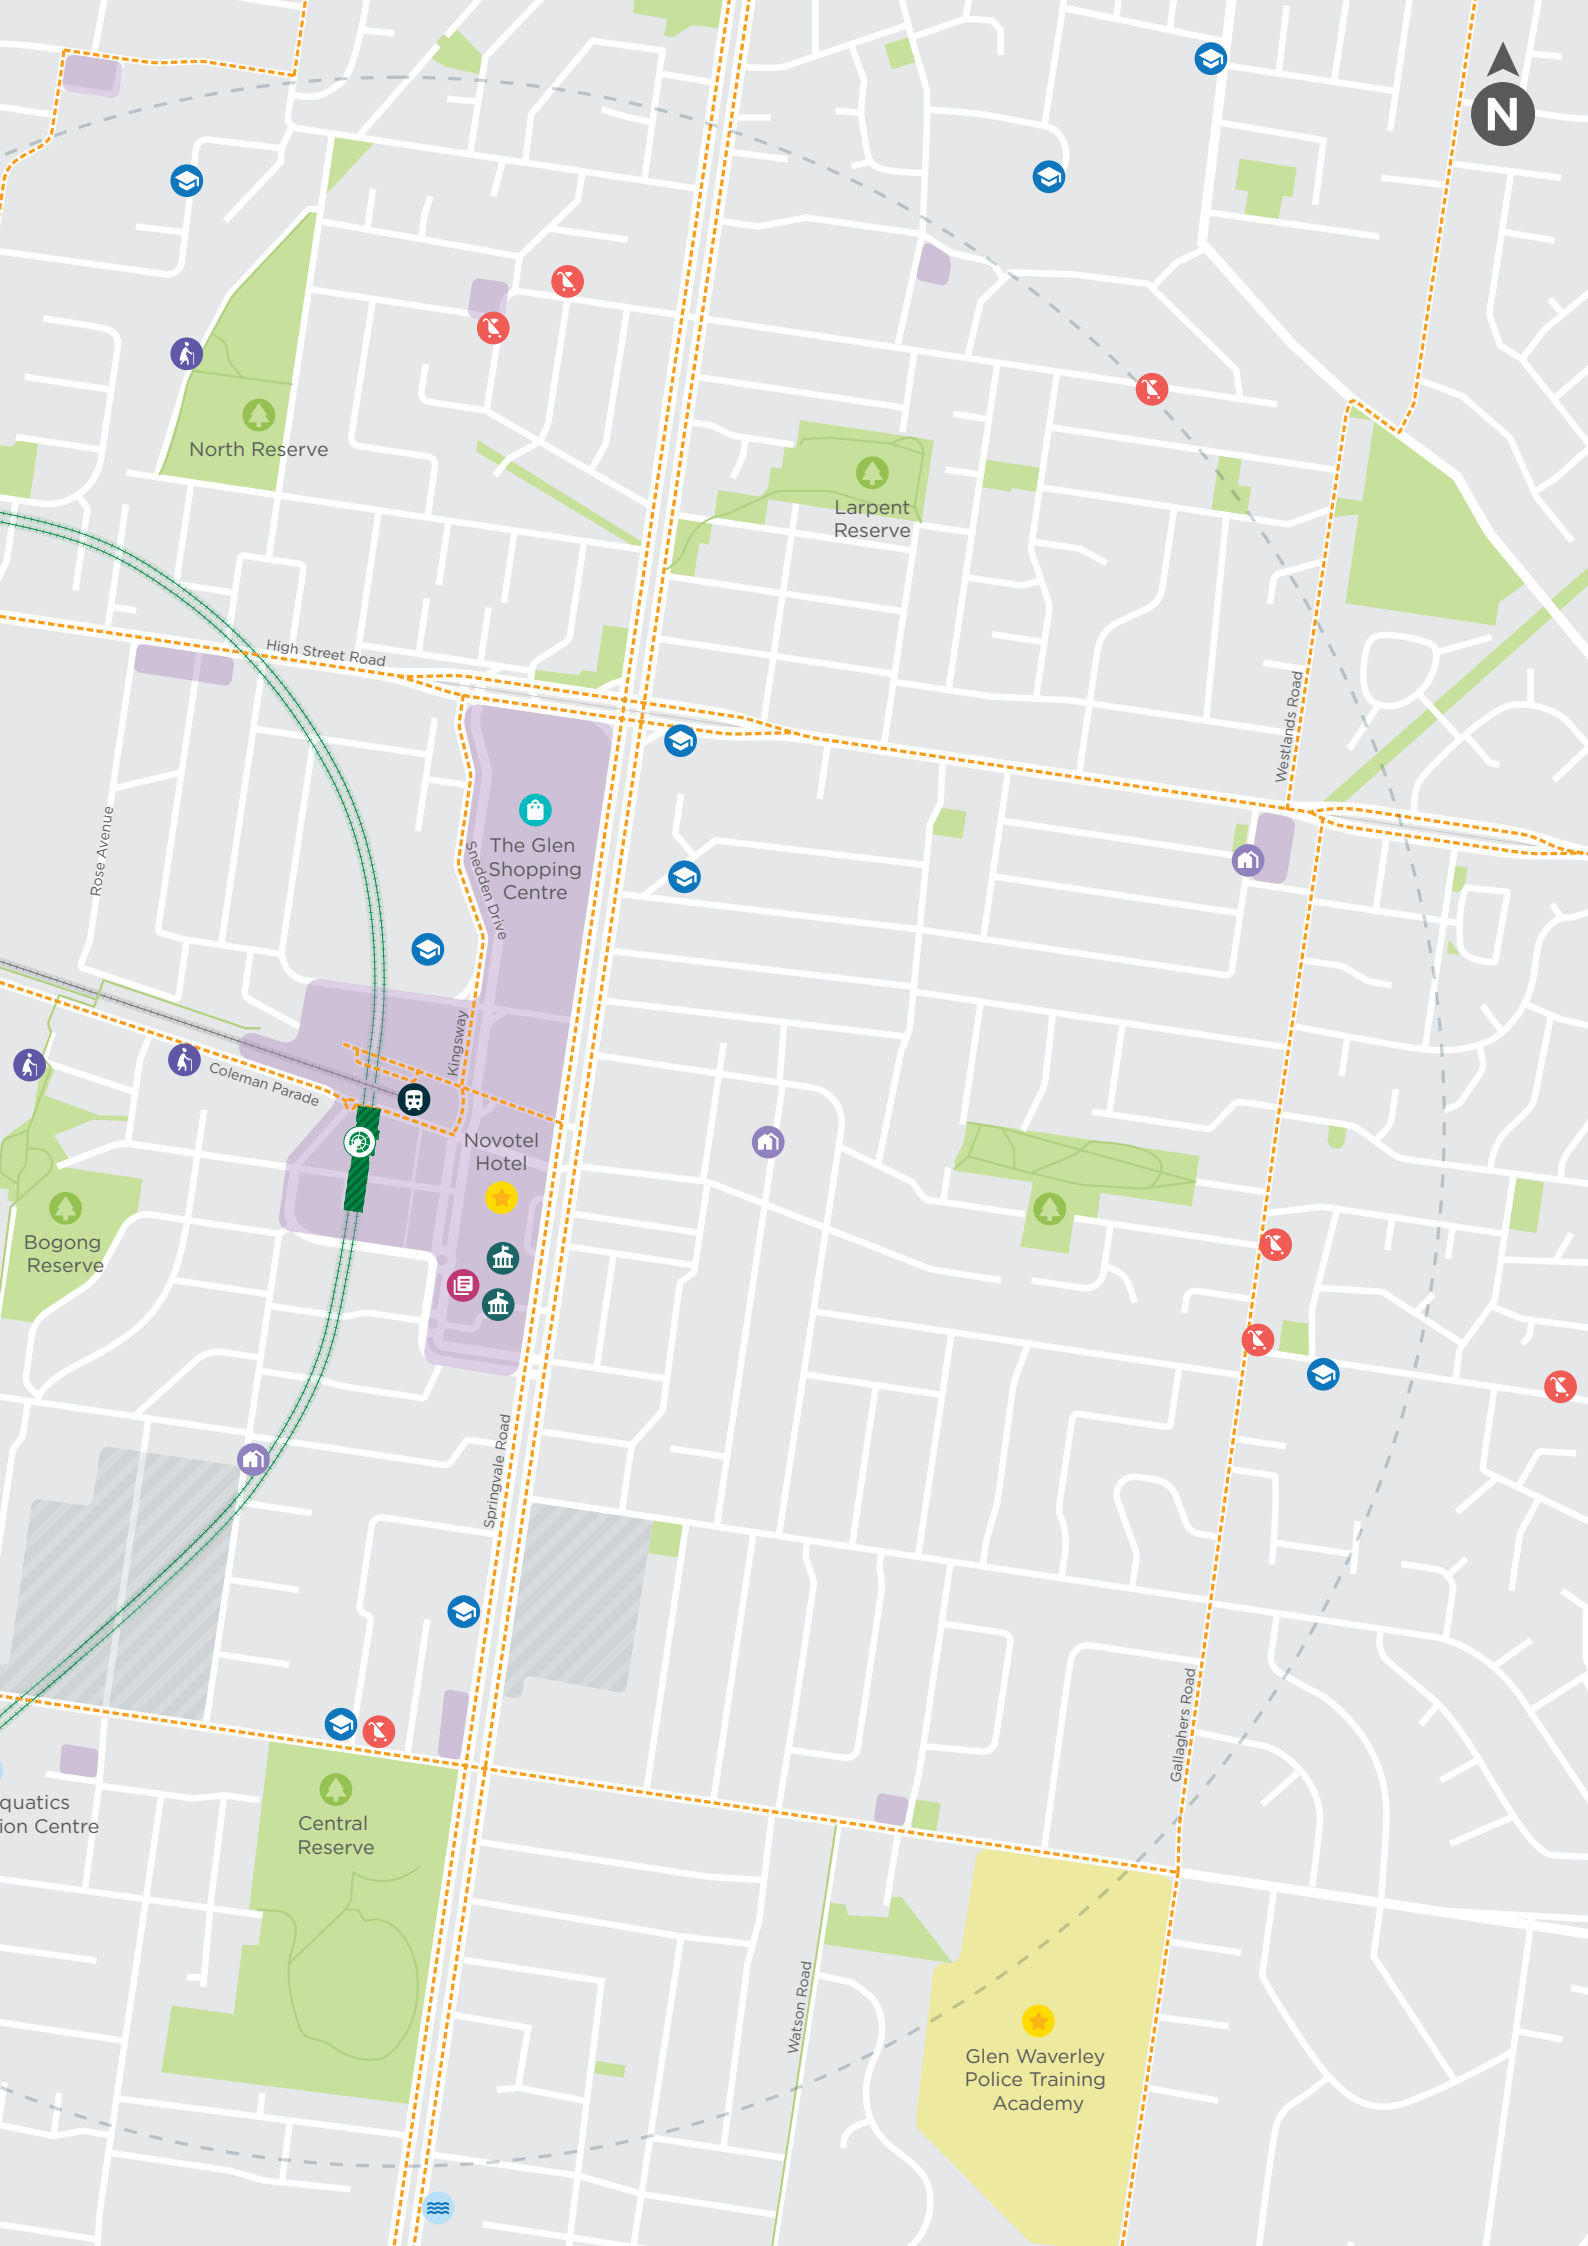 N
North Reserve
Larpent
Reserve
High Street Road
Westlands Road
The Glen
Shopping
Centre
Snedden Drive
Rose Avenue
Kingsway
Coleman Parade
Novotel
Hotel
Bogong
Reserve
Springvale Road
Gallaghers Road
quatics
ion Centre
Central
Reserve
Watson Road
Glen Waverley
Police Training
Academy